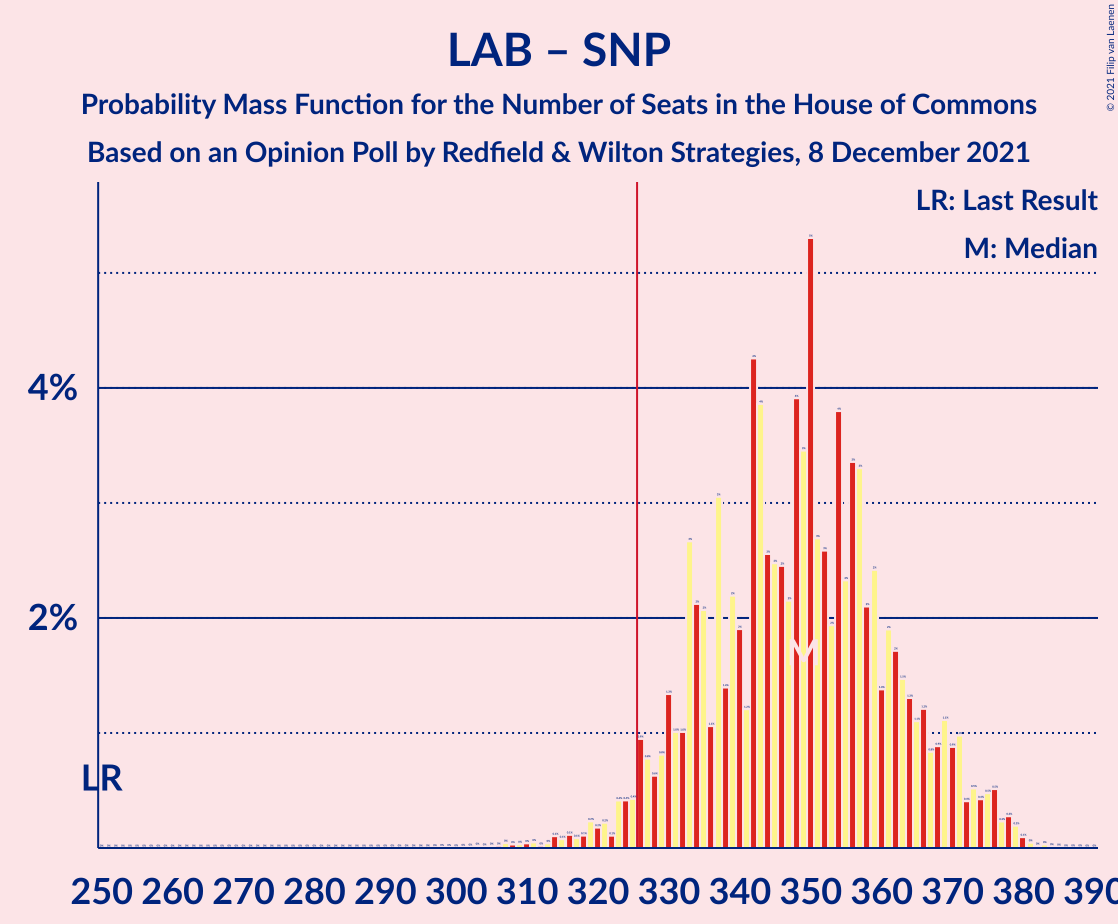 LAB – SNP
Probability Mass Function for the Number of Seats in the House of Commons
Based on an Opinion Poll by Redfield & Wilton Strategies, 8 December 2021
© 2021 Filip van Laenen
LR: Last Result
M: Median
4%
2%
LR
M
250 260 270 280 290 300 310 320 330 340 350 360 370 380 390